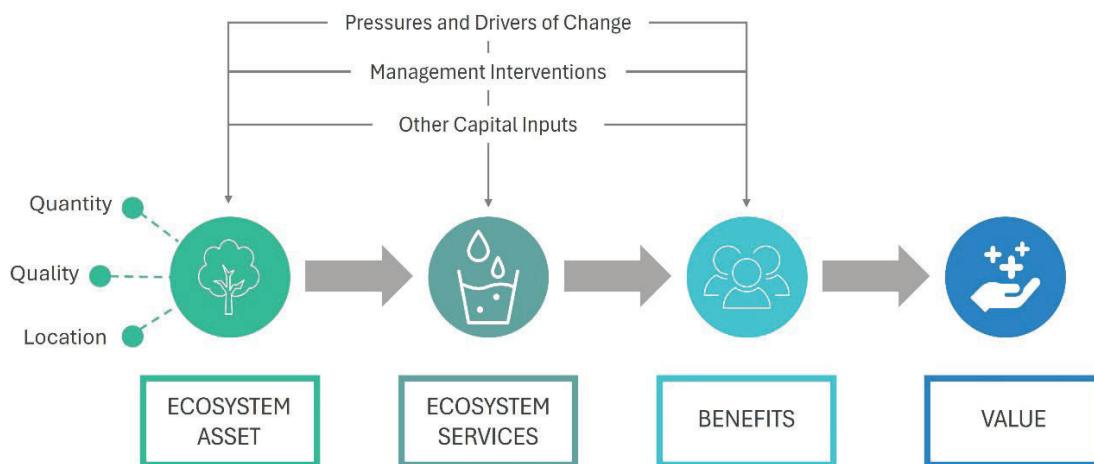 Pressures and Drivers of Change
Management Interventions
Other Capital Inputs
Quantity
Quality
Location
ECOSYSTEM
ASSET
ECOSYSTEM
SERVICES
BENEFITS
VALUE